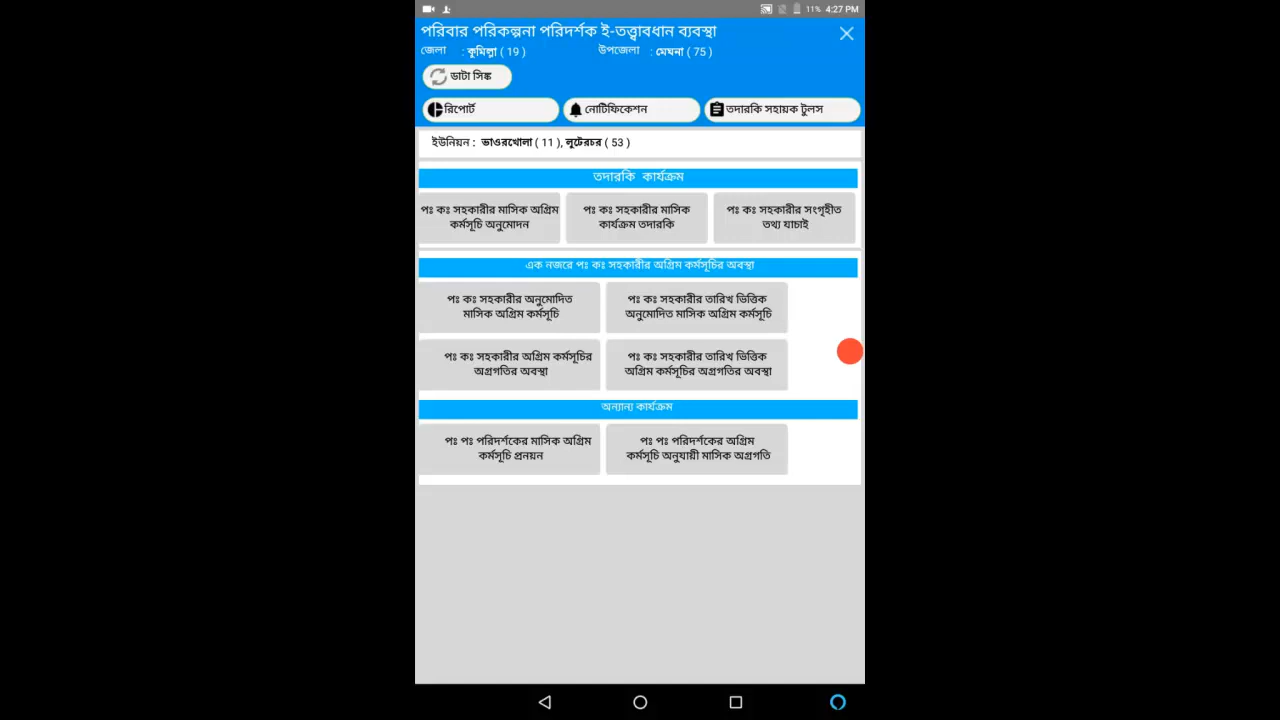 11% 4:27 PM
পরিবার পরিকল্পনা পরিদর্শক ই-তত্ত্বাবধান ব্যবস্থা
জেলা : কুমিল্লা ( 19 ) উপজেলা : মেঘনা ( 75 )
ডাটা সিঙ্ক
রিপোর্ট নোটিফিকেশন তদারকি সহায়ক টুলস
ইউনিয়ন : ভাওরখোলা ( 11 ), লুটেরচর ( 53 )
তদারকি কার্যক্রম
পঃ কঃ সহকারীর মাসিক অগ্রিম
কর্মসূচি অনুমোদন
পঃ কঃ সহকারীর মাসিক
কার্যক্রম তদারকি
পঃ কঃ সহকারীর সংগৃহীত
তথ্য যাচাই
এক নজরে পঃ কঃ সহকারীর অগ্রিম কর্মসূচির অবস্থা
পঃ কঃ সহকারীর অনুমোদিত
মাসিক অগ্রিম কর্মসূচি
পঃ কঃ সহকারীর তারিখ ভিত্তিক
অনুমোদিত মাসিক অগ্রিম কর্মসূচি
পঃ কঃ সহকারীর অগ্রিম কর্মসূচির
অগ্রগতির অবস্থা
পঃ কঃ সহকারীর তারিখ ভিত্তিক
অগ্রিম কর্মসূচির অগ্রগতির অবস্থা
অন্যান্য কার্যক্রম
পঃ পঃ পরিদর্শকের মাসিক অগ্রিম
কর্মসূচি প্রনয়ন
পঃ পঃ পরিদর্শকের অগ্রিম
কর্মসূচি অনুযায়ী মাসিক অগ্রগতি